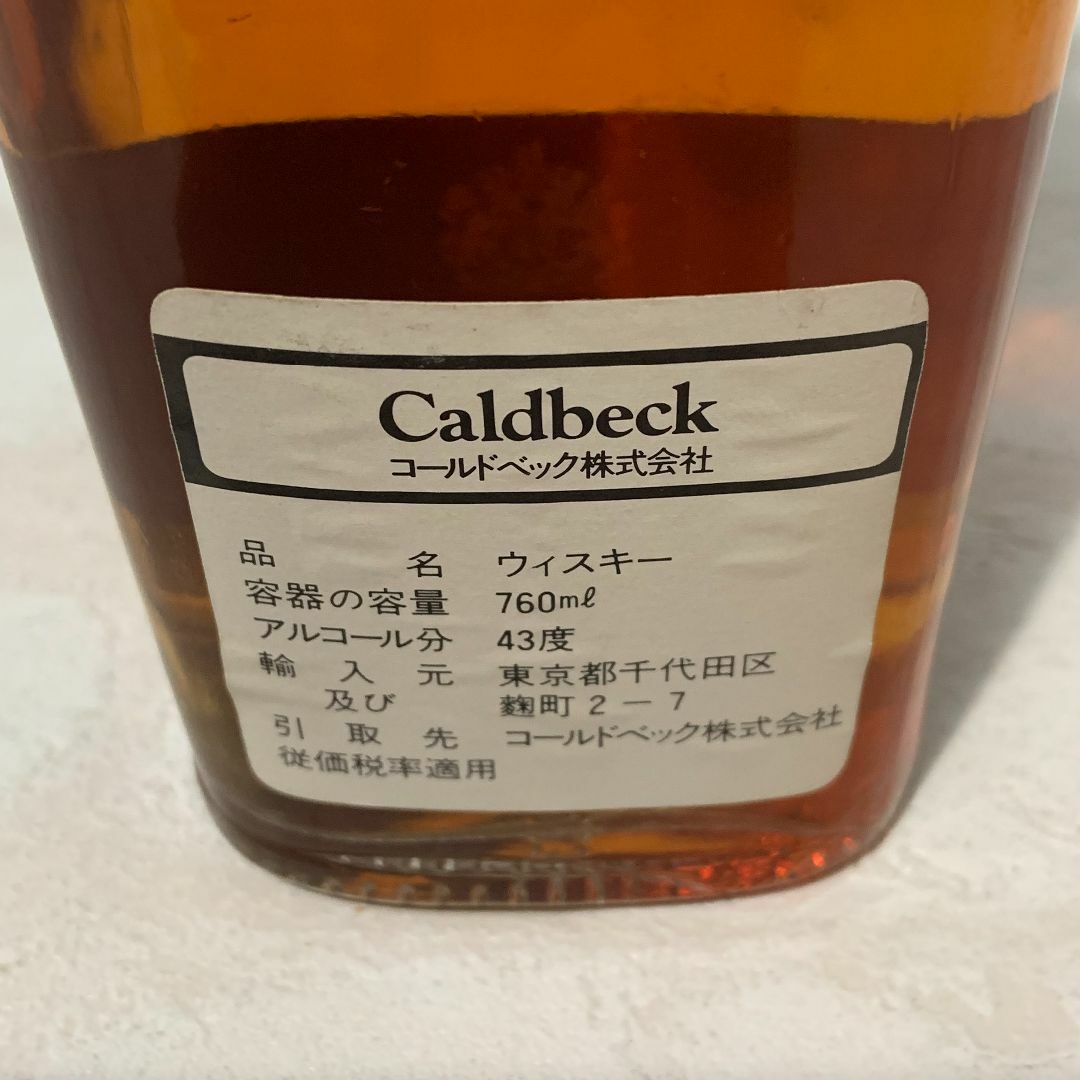 Caldbeck
コールドベック株式会社
品名 ウィスキー
容器の容量 760mℓ
アルコール分 43度
輸入元 東京都千代田区
及び 麹町2-7
引取先 コールドベック株式会社
従価税率適用